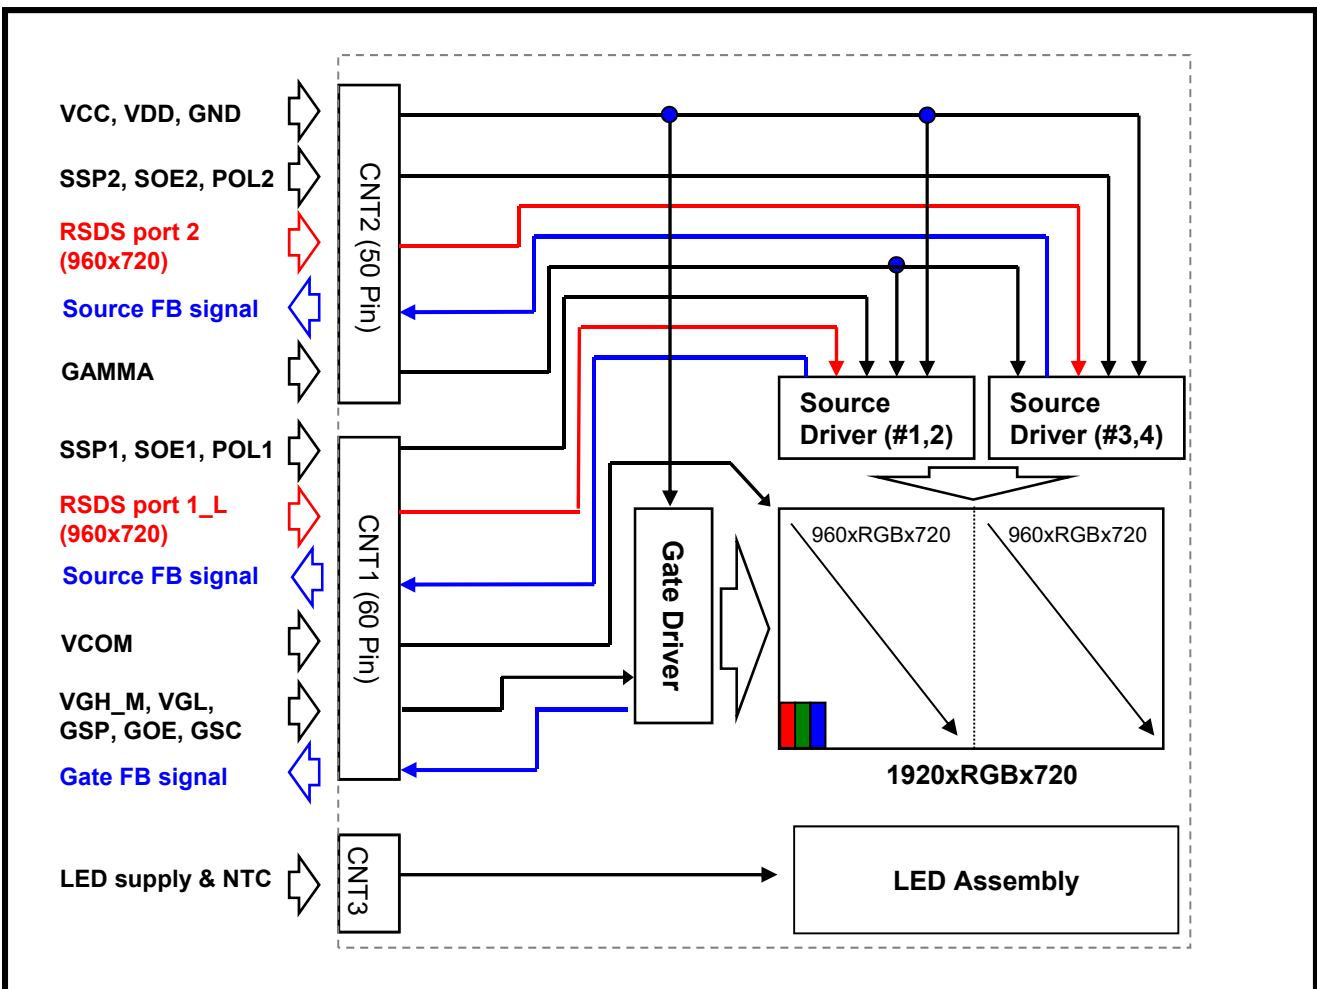 VCC, VDD, GND
SSP2, SOE2, POL2
RSDS port 2
(960x720)
Source FB signal
GAMMA
CNT2 (50 Pin)
SSP1, SOE1, POL1
RSDS port 1_L
(960x720)
Source FB signal
VCOM
VGH_M, VGL,
GSP, GOE, GSC
Gate FB signal
CNT1 (60 Pin)
LED supply & NTC
CNT3
Source
Driver (#1,2)
Source
Driver (#3,4)
Gate Driver
960xRGBx720
960xRGBx720
1920xRGBx720
LED Assembly